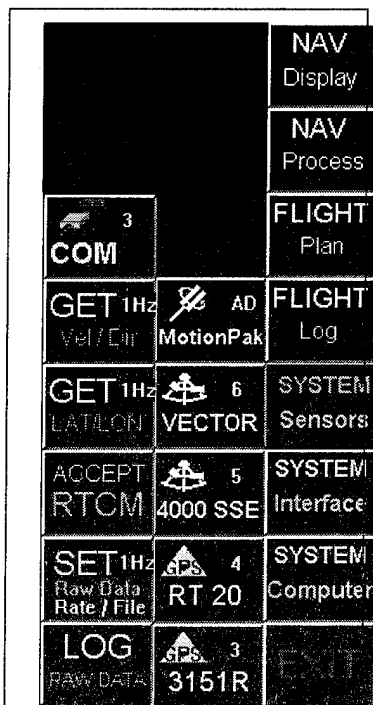 NAV
Display
NAV
Process
3
COM
FLIGHT
Plan
GET 1Hz
Vel / Dir
AD
MotionPak
FLIGHT
Log
GET 1Hz
LAT/LON
6
VECTOR
SYSTEM
Sensors
ACCEPT
RTCM
5
4000 SSE
SYSTEM
Interface
SET 1Hz
Raw Data
Rate / File
GPS 4
RT 20
SYSTEM
Computer
LOG
RAW DATA
GPS 3
3151R
EXIT